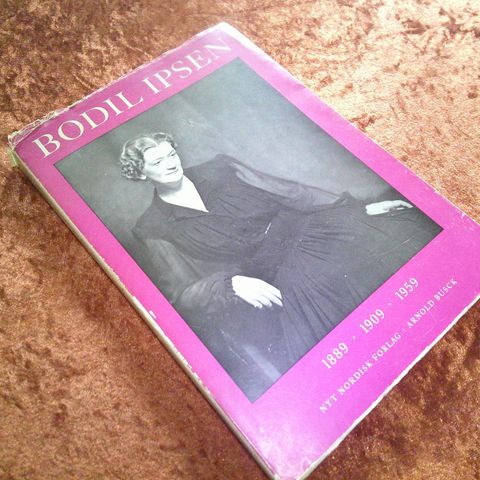 BODIL IPSEN
1889 · 1909 · 1959
NYT NORDISK FORLAG · ARNOLD BUSCK